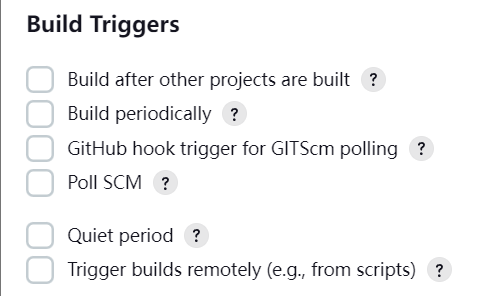 Build Triggers
Build after other projects are built ?
Build periodically ?
GitHub hook trigger for GITScm polling ?
Poll SCM ?
Quiet period ?
Trigger builds remotely (e.g., from scripts) ?